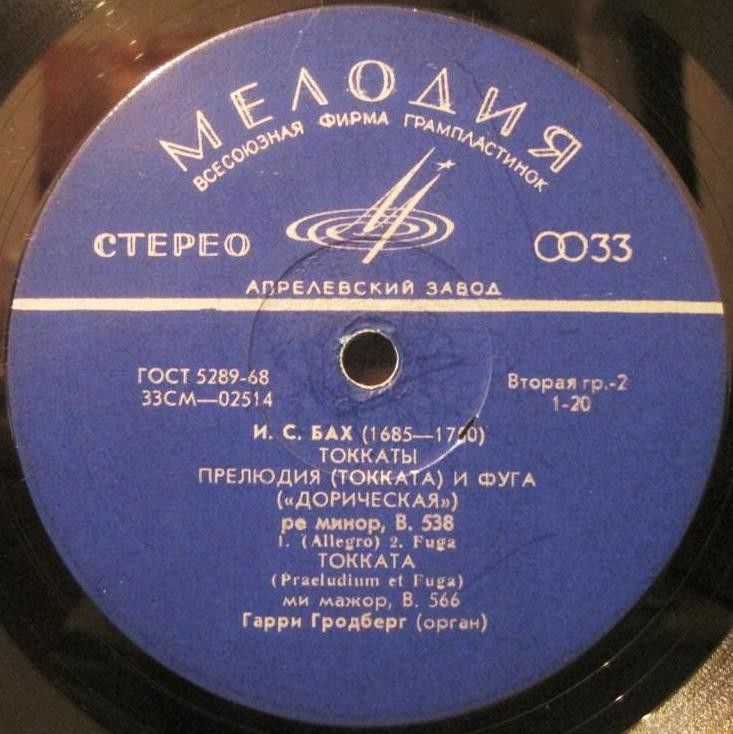 МЕЛОДИЯ
ВСЕСОЮЗНАЯ ФИРМА ГРАМПЛАСТИНОК
СТЕРЕО
33
АПРЕЛЕВСКИЙ ЗАВОД
ГОСТ 5289-68
33СМ—02514
Вторая гр.-2
1-20
И. С. БАХ (1685—1750)
ТОККАТЫ
ПРЕЛЮДИЯ (ТОККАТА) И ФУГА
(«ДОРИЧЕСКАЯ»)
ре минор, В. 538
1. (Allegro) 2. Fuga
ТОККАТА
(Praeludium et Fuga)
ми мажор, В. 566
Гарри Гродберг (орган)